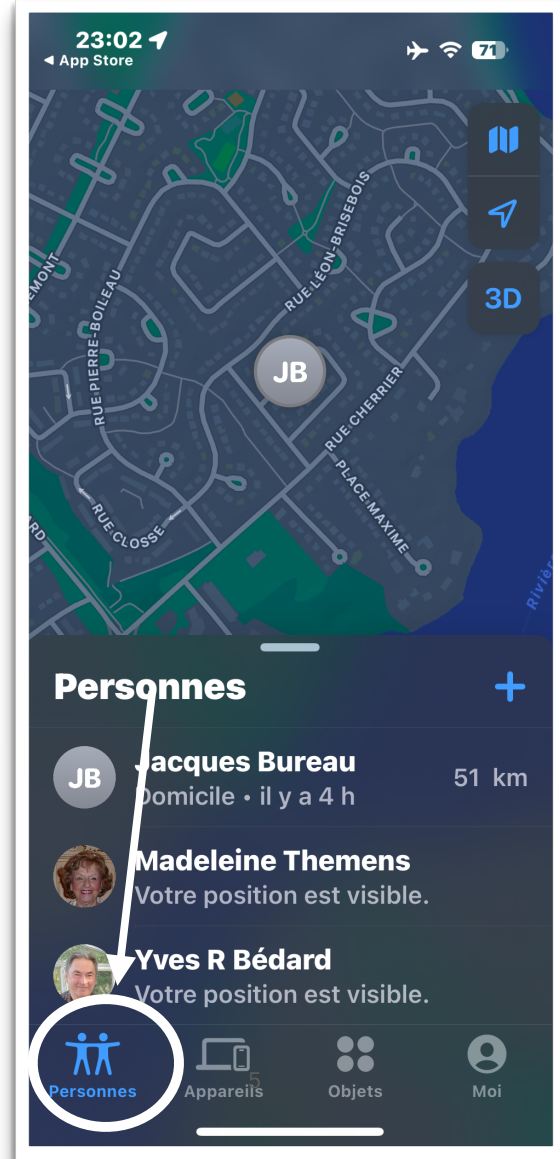 23:02
App Store
71
3D
RUE LÉON-BRISEBOIS
RUE PIERRE-BOILEAU
JB
RUE CHERRIER
PLACE MAXIME
RUE CLOSSE
Personnes
+
JB
Jacques Bureau
51 km
Domicile • il y a 4 h
Madeleine Themens
Votre position est visible.
Yves R Bédard
Votre position est visible.
Personnes
Appareils
Objets
Moi
5